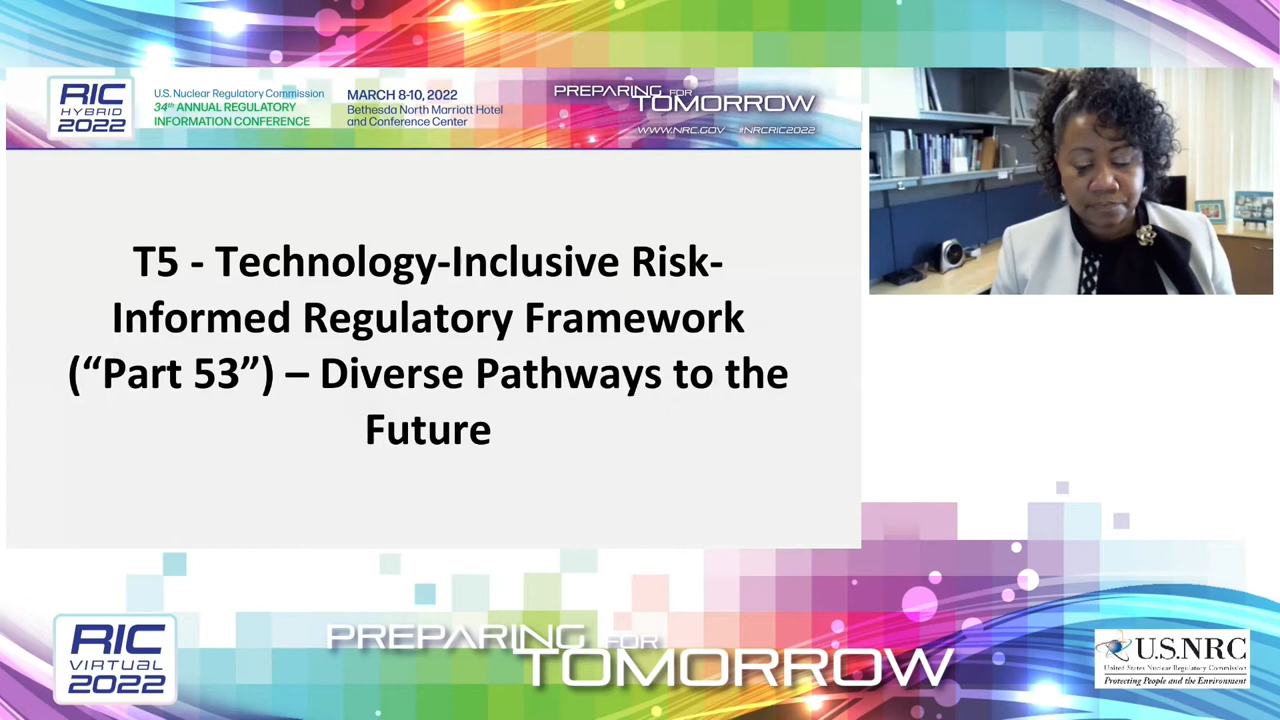 RIC
HYBRID
2022
U.S. Nuclear Regulatory Commission
34th ANNUAL REGULATORY
INFORMATION CONFERENCE
MARCH 8-10, 2022
Bethesda North Marriott Hotel
and Conference Center
PREPARING FOR
TOMORROW
WWW.NRC.GOV #NRCRIC2022
T5 - Technology-Inclusive Risk-
Informed Regulatory Framework
(“Part 53”) – Diverse Pathways to the
Future
RIC
VIRTUAL
2022
PREPARING FOR
TOMORROW
U.S.NRC
United States Nuclear Regulatory Commission
Protecting People and the Environment